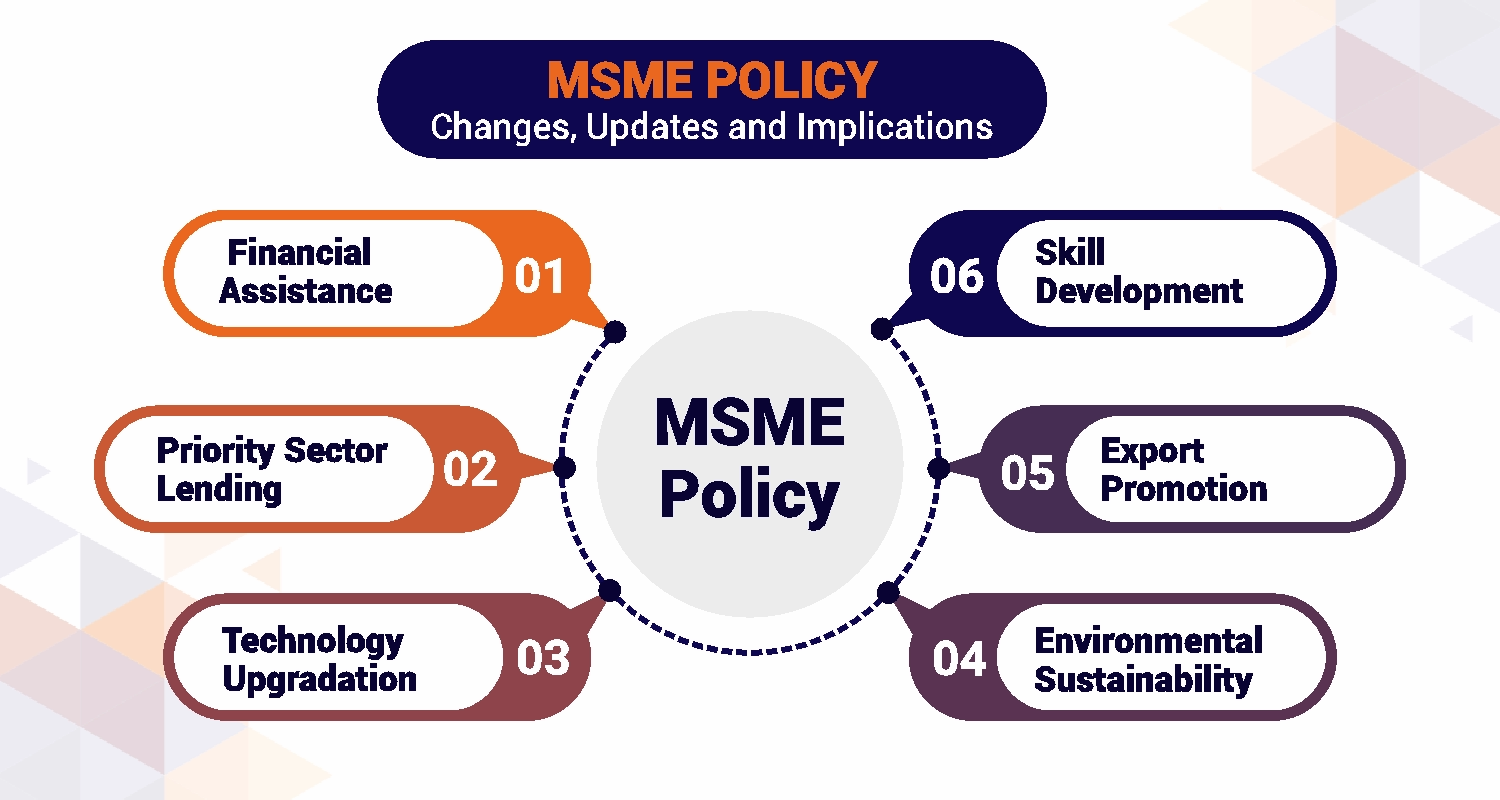 MSME POLICY
Changes, Updates and Implications
Financial
Assistance
01
Priority Sector
Lending
02
Technology
Upgradation
03
MSME
Policy
06
Skill
Development
05
Export
Promotion
04
Environmental
Sustainability